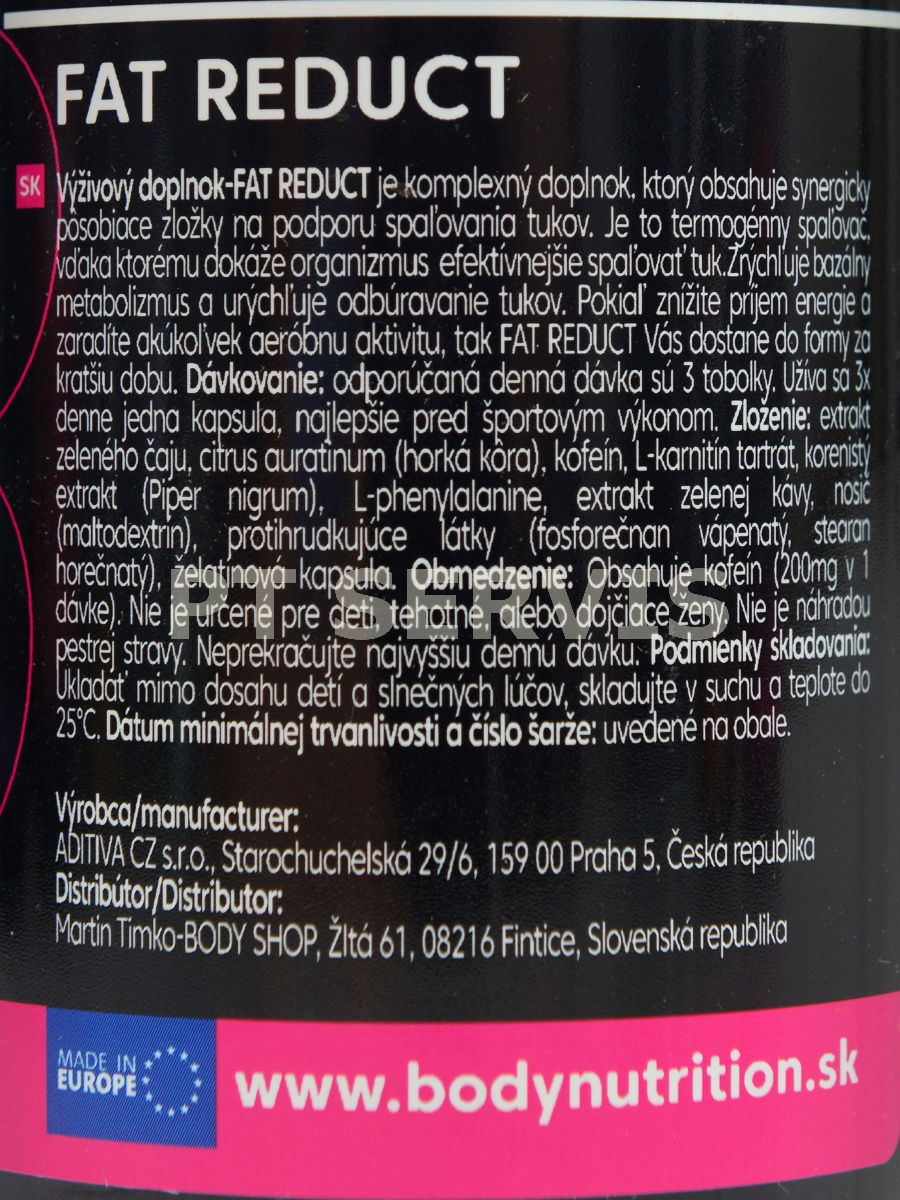 FAT REDUCT
SK
Výživový doplnok-FAT REDUCT je komplexný doplnok, ktorý obsahuje synergicky
pôsobiace zložky na podporu spaľovania tukov. Je to termogénny spaľovač,
vďaka ktorému dokáže organizmus efektívnejšie spaľovať tuk.Zrýchľuje bazálny
metabolizmus a urýchľuje odbúravanie tukov. Pokiaľ znížite príjem energie a
zaradíte akúkoľvek aeróbnu aktivitu, tak FAT REDUCT Vás dostane do formy za
kratšiu dobu. Dávkovanie: odporúčaná denná dávka sú 3 tobolky. Užíva sa 3x
denne jedna kapsula, najlepšie pred športovým výkonom. Zloženie: extrakt
zeleného čaju, citrus auratinum (horká kôra), kofeín, L-karnitín tartrát, korenistý
extrakt (Piper nigrum), L-phenylalanine, extrakt zelenej kávy, nosič
(maltodextrín), protihrudkujúce látky (fosforečnan vápenatý, stearan
horečnatý), želatínová kapsula. Obmedzenie: Obsahuje kofeín (200mg v 1
dávke). Nie je určené pre deti, tehotné, alebo dojčiace ženy. Nie je náhradou
pestrej stravy. Neprekračujte najvyššiu dennú dávku. Podmienky skladovania:
Ukladať mimo dosahu detí a slnečných lúčov, skladujte v suchu a teplote do
25°C. Dátum minimálnej trvanlivosti a číslo šarže: uvedené na obale.
PT SERVIS
Výrobca/manufacturer:
ADITIVA CZ s.r.o., Starochuchelská 29/6, 159 00 Praha 5, Česká republika
Distribútor/Distributor:
Martin Timko-BODY SHOP, Žltá 61, 08216 Fintice, Slovenská republika
MADE IN
EUROPE
www.bodynutrition.sk